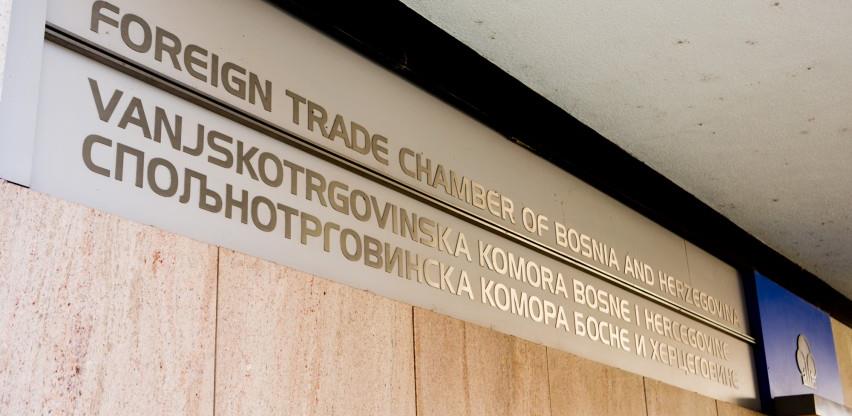 FOREIGN TRADE CHAMBER OF BOSNIA AND HERZEGOVINA
VANJSKOTRGOVINSKA KOMORA BOSNE I HERCEGOVINE
СПОЉНОТРГОВИНСКА КОМОРА БОСНЕ И ХЕРЦЕГОВИНЕ